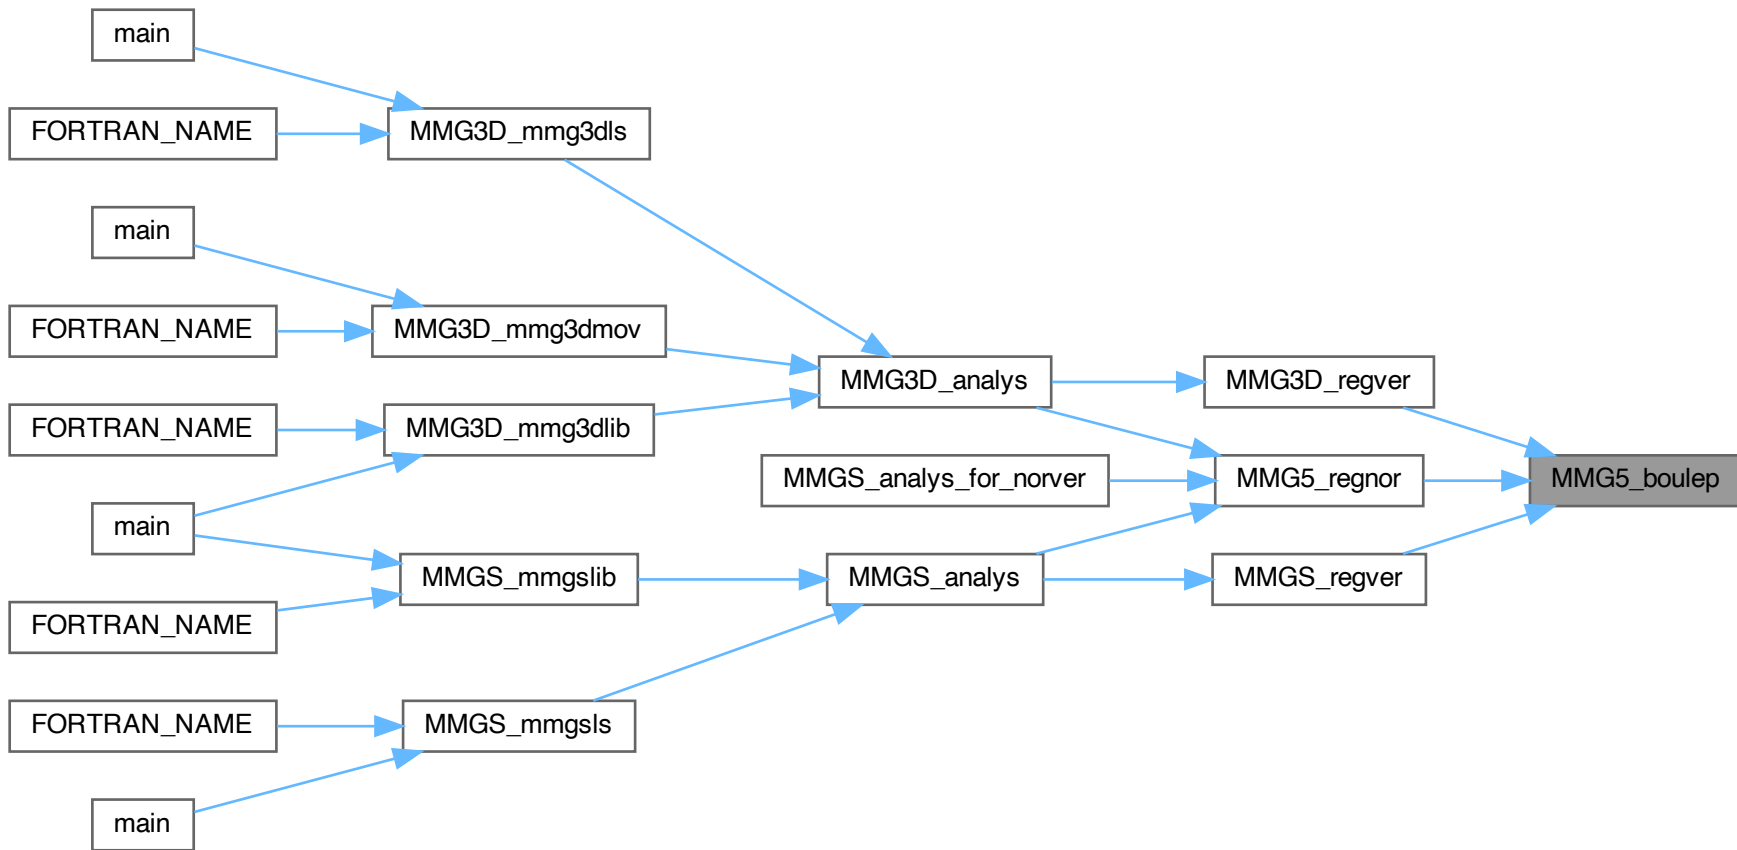 main
FORTRAN_NAME
MMG3D_mmg3dls
main
FORTRAN_NAME
MMG3D_mmg3dmov
MMG3D_analys
MMG3D_regver
FORTRAN_NAME
MMG3D_mmg3dlib
MMGS_analys_for_norver
MMG5_regnor
MMG5_boulep
main
MMGS_mmgslib
MMGS_analys
MMGS_regver
FORTRAN_NAME
FORTRAN_NAME
MMGS_mmgsls
main